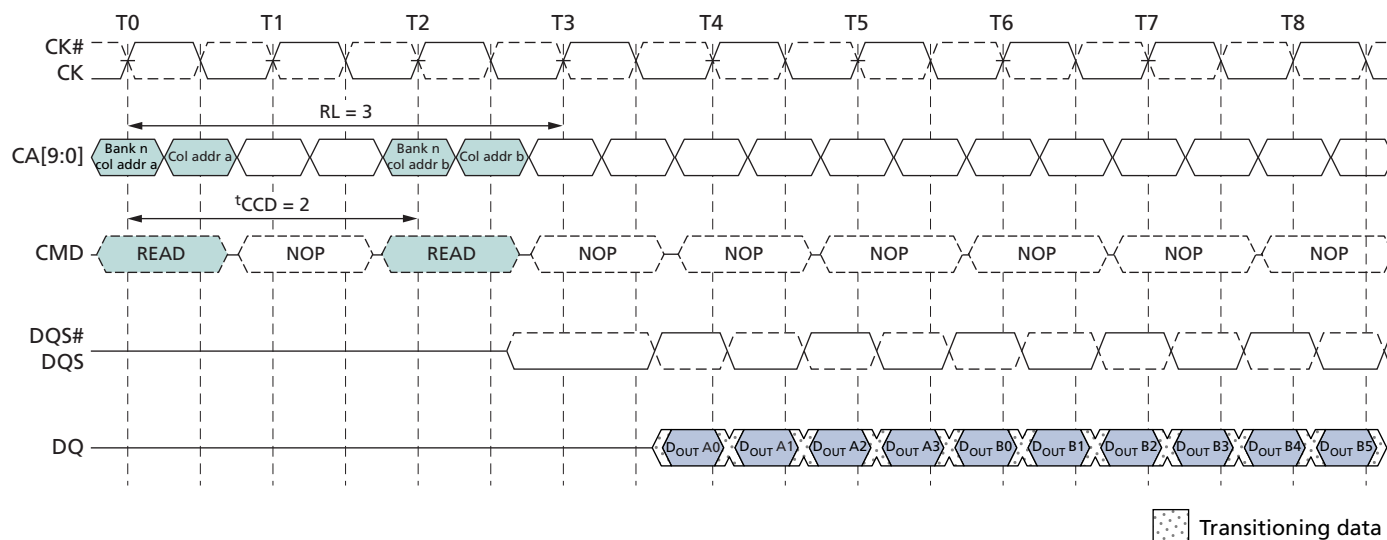 T0 T1 T2 T3 T4 T5 T6 T7 T8
CK#
CK
RL = 3
CA[9:0] Bank n col addr a Col addr a Bank n col addr b Col addr b
tCCD = 2
CMD READ NOP READ NOP NOP NOP NOP NOP NOP
DQS#
DQS
DQ DOUT A0 DOUT A1 DOUT A2 DOUT A3 DOUT B0 DOUT B1 DOUT B2 DOUT B3 DOUT B4 DOUT B5
Transitioning data